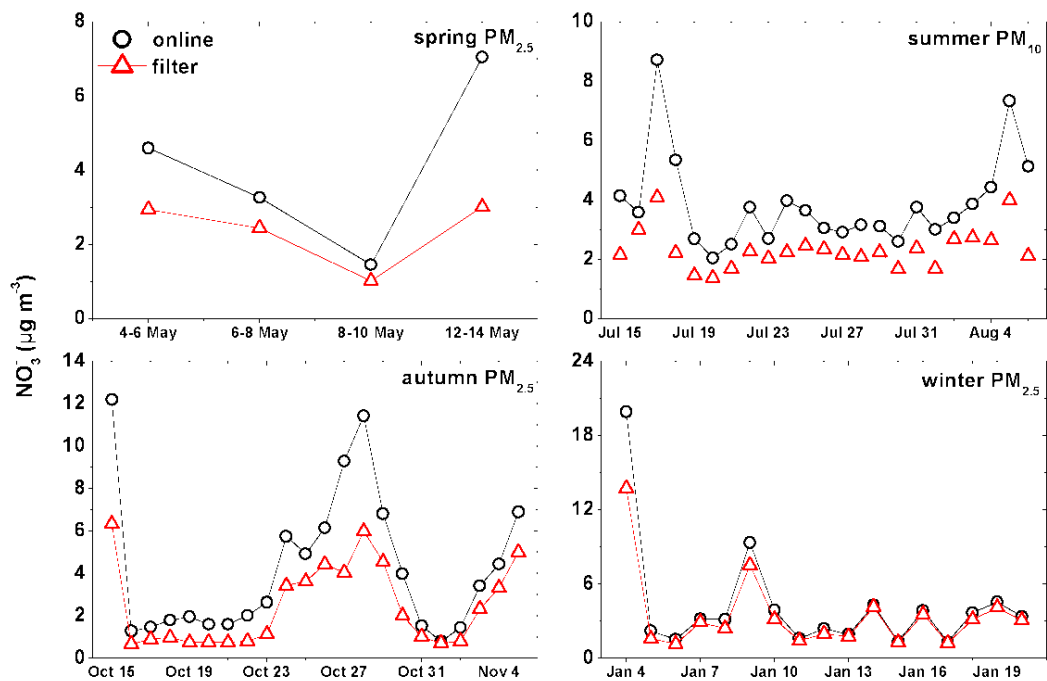 8
6
4
2
0
online
filter
spring PM2.5
4-6 May
6-8 May
8-10 May
12-14 May
10
8
6
4
2
0
summer PM10
Jul 15
Jul 19
Jul 23
Jul 27
Jul 31
Aug 4
NO3- (μg m-3)
14
12
10
8
6
4
2
0
autumn PM2.5
Oct 15
Oct 19
Oct 23
Oct 27
Oct 31
Nov 4
24
18
12
6
0
winter PM2.5
Jan 4
Jan 7
Jan 10
Jan 13
Jan 16
Jan 19